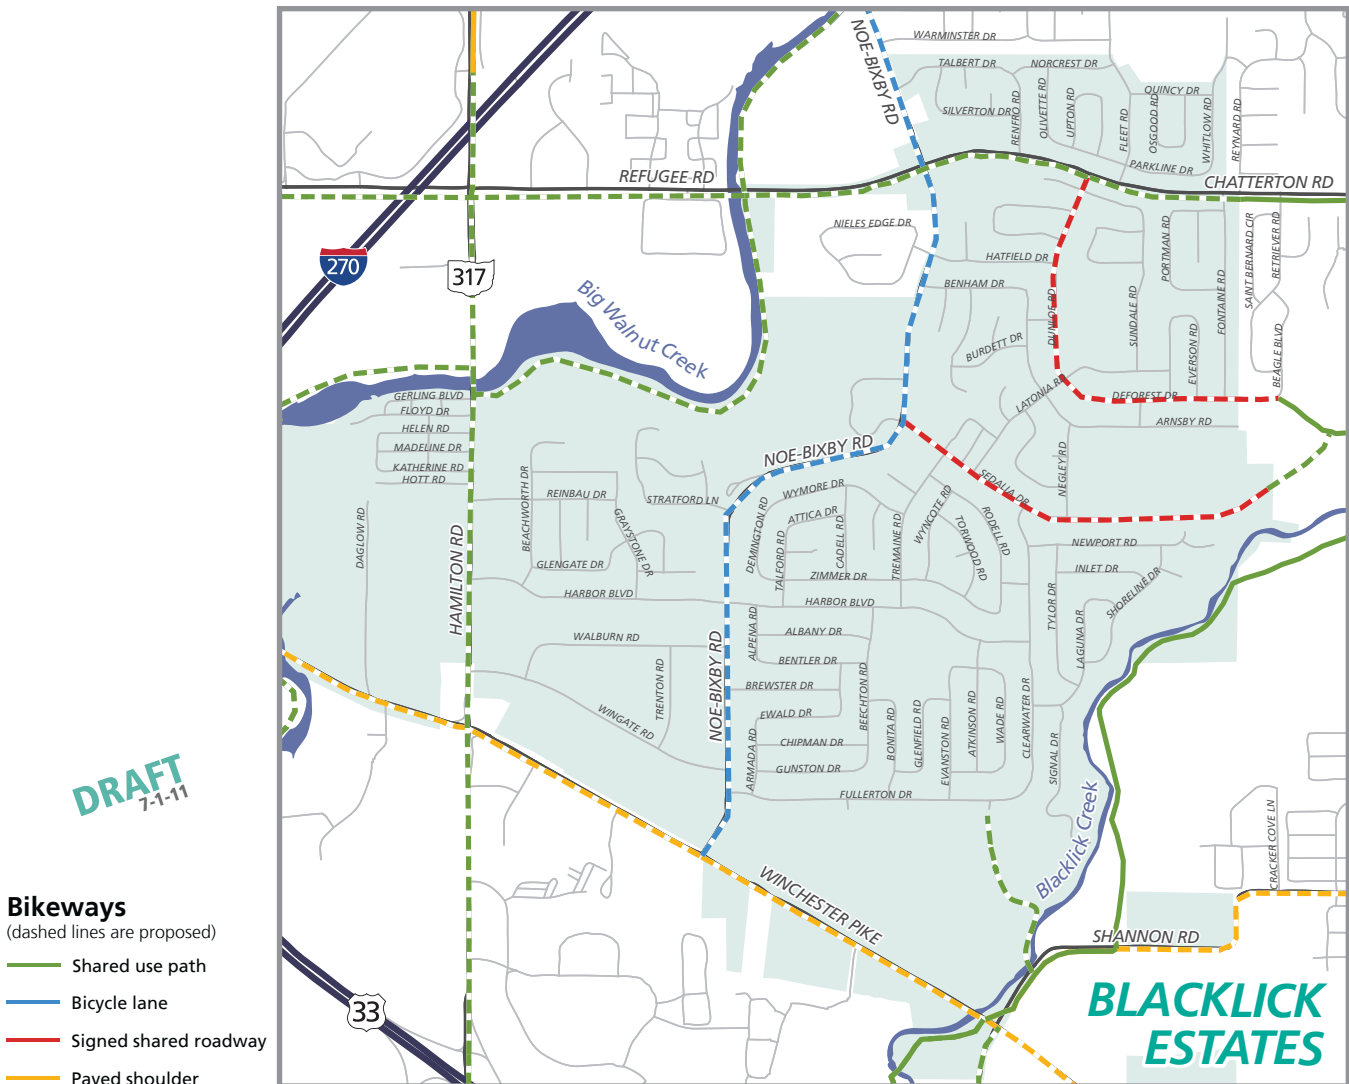 WARMINSTER DR
NOE-BIXBY RD
TALBERT DR
NORCREST DR
QUINCY DR
SILVERTON DR
RENFRO RD
OLIVETTE RD
UPTON RD
FLEET RD
OSGOOD RD
WHITLOW RD
REYNARD RD
PARKLINE DR
REFUGEE RD
CHATTERTON RD
NIELES EDGE DR
HATFIELD DR
PORTMAN RD
FONTAINE RD
SAINT BERNARD CIR
RETRIEVER RD
270
317
BENHAM DR
DUNLOE RD
SUNDALE RD
Big Walnut Creek
BURDETT DR
EVERSON RD
BEAGLE BLVD
LATONIA RD
DEFOREST DR
ARNSBY RD
GERLING BLVD
FLOYD DR
HELEN RD
MADELINE DR
KATHERINE RD
HOTT RD
NOE-BIXBY RD
SEDALIA DR
NEGLEY RD
BEACHWORTH DR
REINBAU DR
STRATFORD LN
GRAYSTONE DR
WYMORE DR
ATTICA DR
DEMINGTON RD
TALFORD RD
CADELL RD
TREMAINE RD
WYNCOTE RD
TORWOOD RD
RODELL RD
DAGLOW RD
HAMILTON RD
GLENGATE DR
ZIMMER DR
NEWPORT RD
INLET DR
SHORELINE DR
HARBOR BLVD
HARBOR BLVD
TYLOR DR
LAGUNA DR
WALBURN RD
ALPENA RD
ALBANY DR
BENTLER DR
TRENTON RD
NOE-BIXBY RD
BREWSTER DR
BEECHTON RD
EWALD DR
WINGATE RD
ARMADA RD
CHIPMAN DR
GUNSTON DR
BONITA RD
GLENFIELD RD
EVANSTON RD
ATKINSON RD
WADE RD
CLEARWATER DR
SIGNAL DR
FULLERTON DR
DRAFT
7-1-11
Blacklick Creek
CRACKER COVE LN
WINCHESTER PIKE
SHANNON RD
33
BLACKLICK
ESTATES
Bikeways
(dashed lines are proposed)
Shared use path
Bicycle lane
Signed shared roadway
Paved shoulder